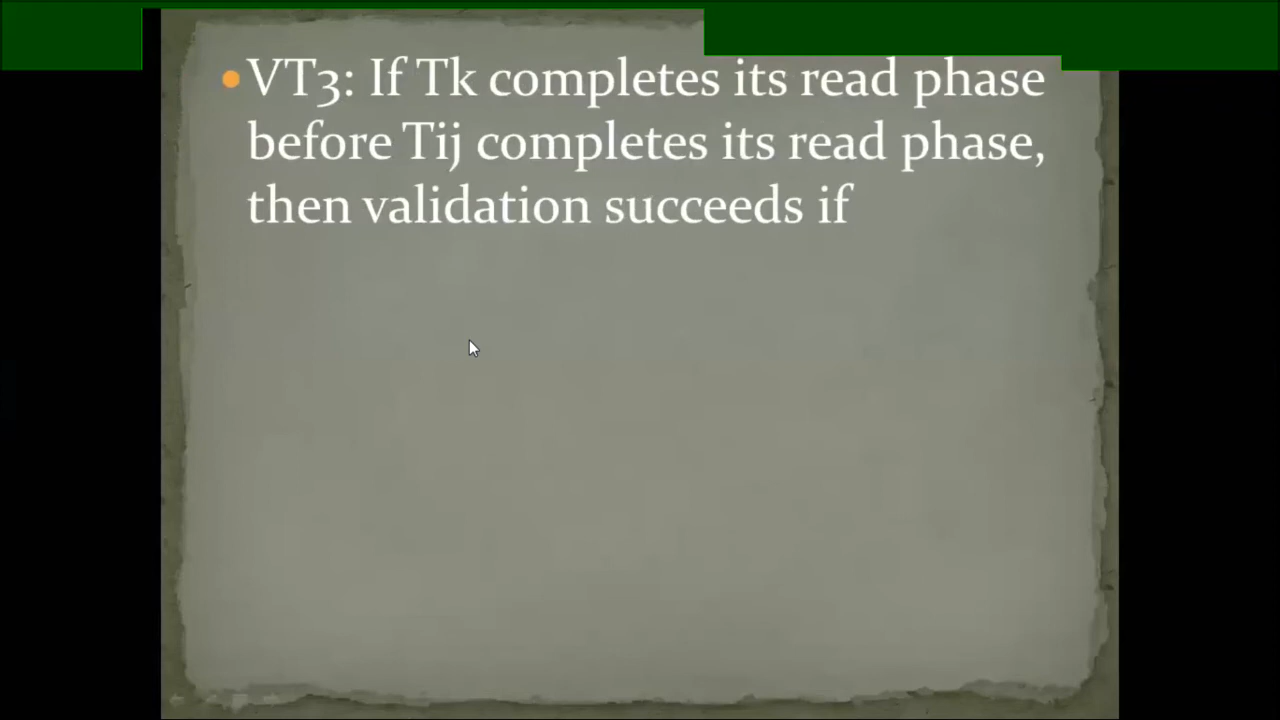 VT3: If Tk completes its read phase
before Tij completes its read phase,
then validation succeeds if